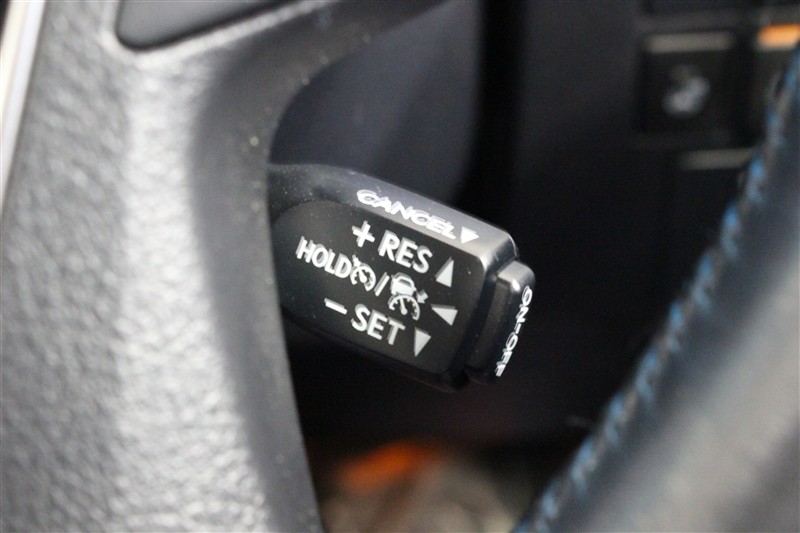 CANCEL
+ RES
HOLD /
− SET
ON-OFF